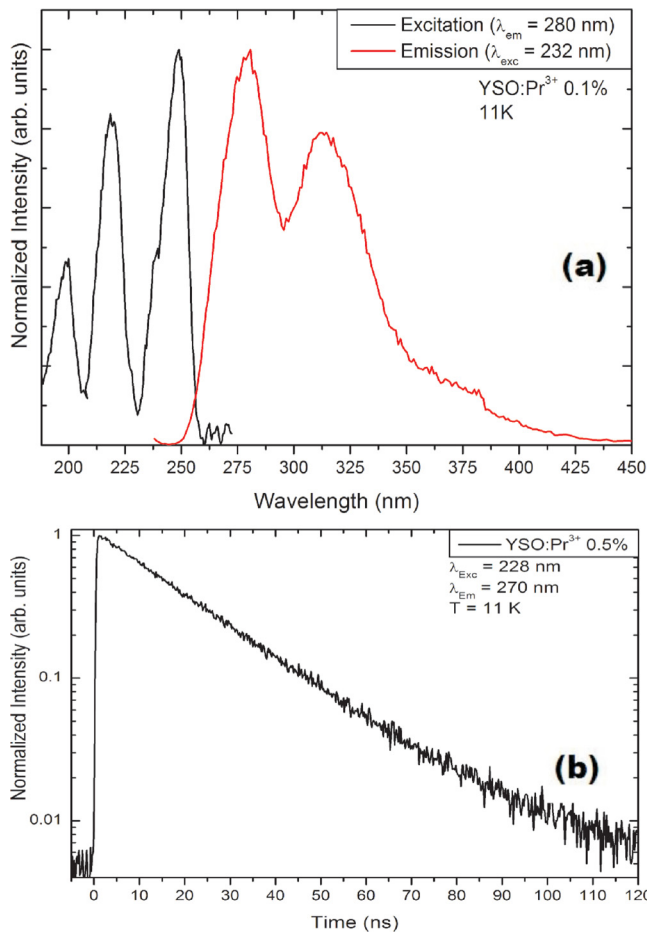 Excitation (λem = 280 nm)
Emission (λexc = 232 nm)
YSO:Pr³⁺ 0.1%
11K
(a)
Normalized Intensity (arb. units)
200 225 250 275 300 325 350 375 400 425 450
Wavelength (nm)
YSO:Pr³⁺ 0.5%
λExc = 228 nm
λEm = 270 nm
T = 11 K
1
0.1
0.01
(b)
Normalized Intensity (arb. units)
0 10 20 30 40 50 60 70 80 90 100 110 120
Time (ns)